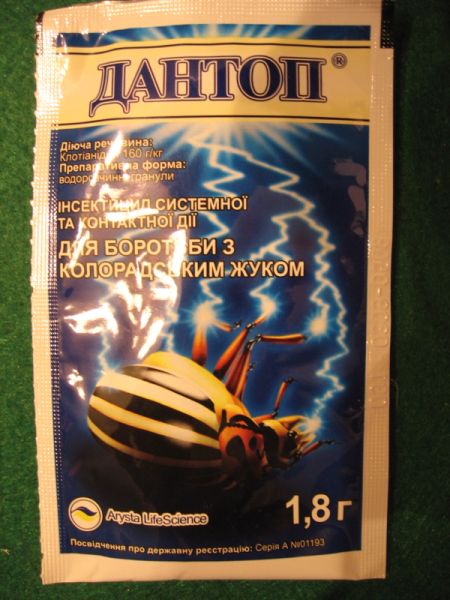 ДАНТОП®
Діюча речовина:
Клотіанідин 160 г/кг
Препаративна форма:
водорозчинні гранули
ІНСЕКТИЦИД СИСТЕМНОЇ
ТА КОНТАКТНОЇ ДІЇ
ДЛЯ БОРОТЬБИ З
КОЛОРАДСЬКИМ ЖУКОМ
Arysta LifeScience
1,8 г
Посвідчення про державну реєстрацію: Серія А №01193